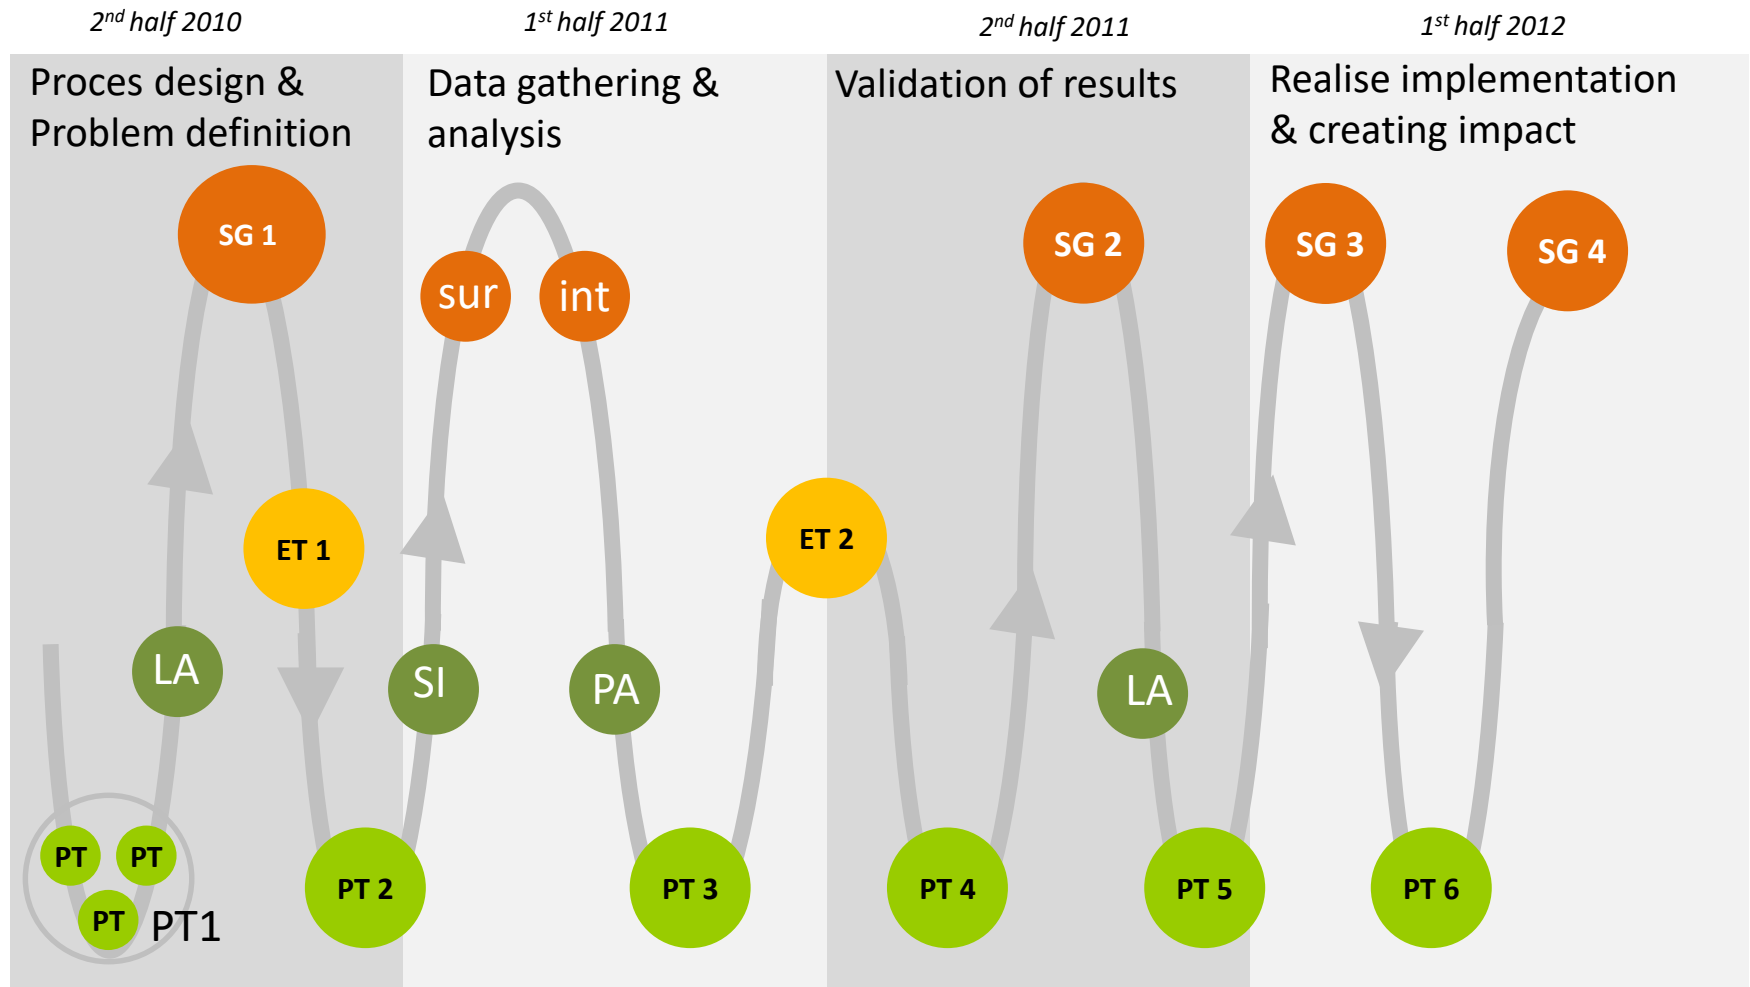 2nd half 2010
1st half 2011
2nd half 2011
1st half 2012
Proces design &
Problem definition
Data gathering &
analysis
Validation of results
Realise implementation
& creating impact
SG 1
sur
int
SG 2
SG 3
SG 4
ET 1
ET 2
LA
SI
PA
LA
PT
PT
PT
PT1
PT 2
PT 3
PT 4
PT 5
PT 6